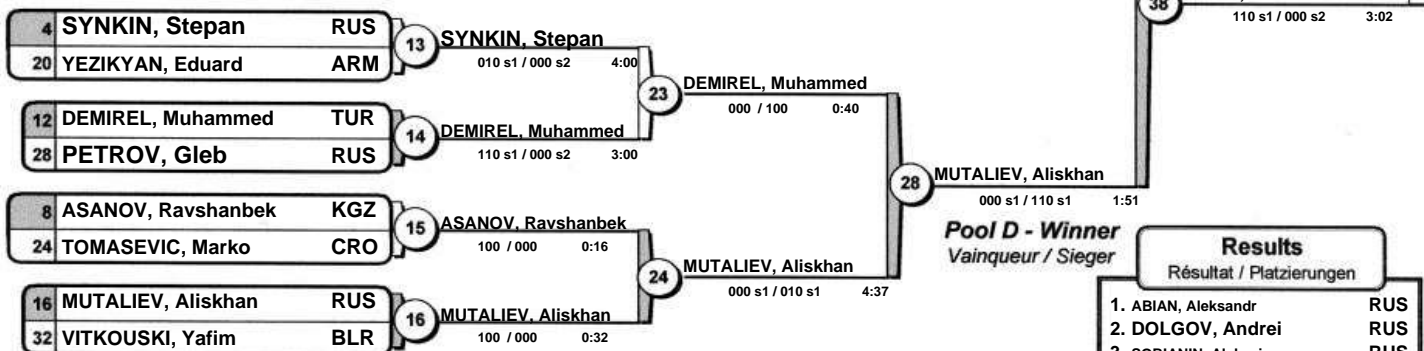 38
110 s1 / 000 s2 3:02
4 SYNKIN, Stepan RUS
20 YEZIKYAN, Eduard ARM
13 SYNKIN, Stepan
010 s1 / 000 s2 4:00
23 DEMIREL, Muhammed
000 / 100 0:40
12 DEMIREL, Muhammed TUR
28 PETROV, Gleb RUS
14 DEMIREL, Muhammed
110 s1 / 000 s2 3:00
28 MUTALIEV, Aliskhan
000 s1 / 110 s1 1:51
8 ASANOV, Ravshanbek KGZ
24 TOMASEVIC, Marko CRO
15 ASANOV, Ravshanbek
100 / 000 0:16
24 MUTALIEV, Aliskhan
000 s1 / 010 s1 4:37
16 MUTALIEV, Aliskhan RUS
32 VITKOUSKI, Yafim BLR
16 MUTALIEV, Aliskhan
100 / 000 0:32
Pool D - Winner
Vainqueur / Sieger
Results
Résultat / Platzierungen
1. ABIAN, Aleksandr RUS
2. DOLGOV, Andrei RUS